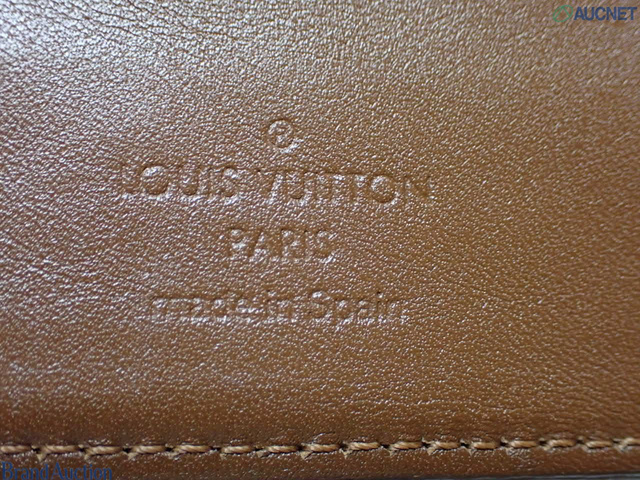 AUCNET
®
LOUIS VUITTON
PARIS
made in Spain
Brand Auction